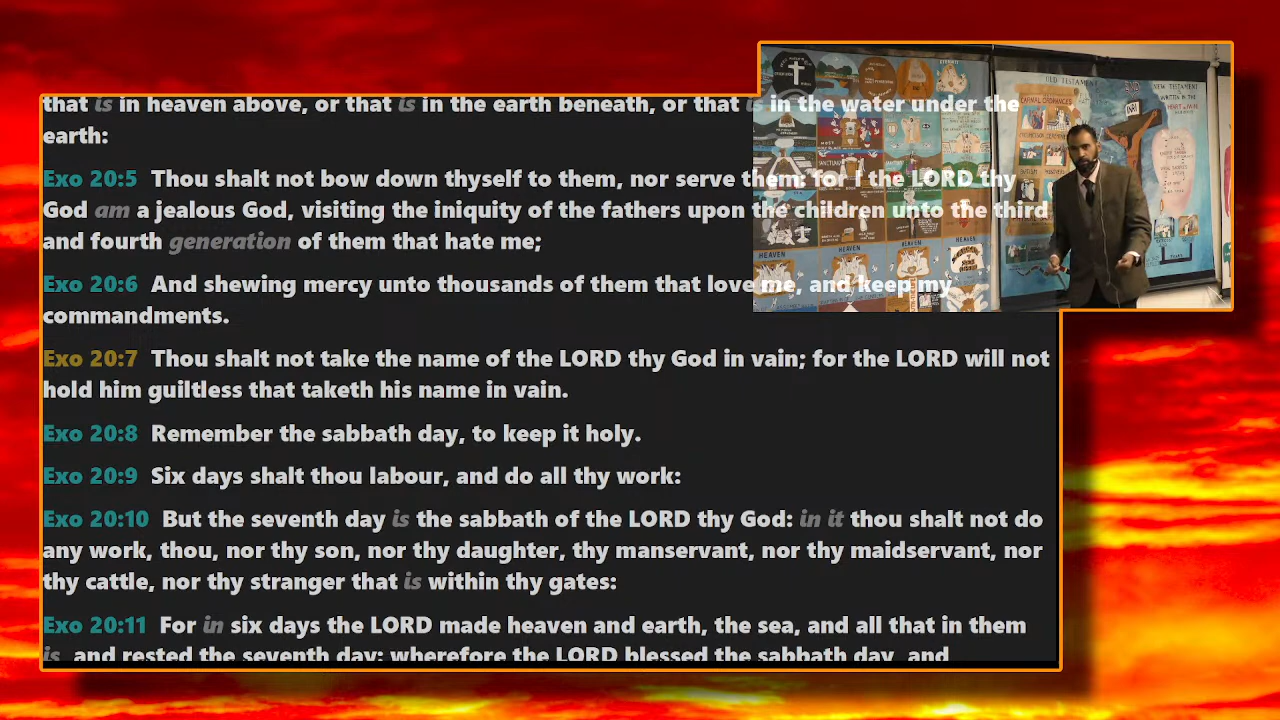 that is in heaven above, or that is in the earth beneath, or that is in the water under the
earth:
Exo 20:5 Thou shalt not bow down thyself to them, nor serve them: for I the LORD thy
God am a jealous God, visiting the iniquity of the fathers upon the children unto the third
and fourth generation of them that hate me;
Exo 20:6 And shewing mercy unto thousands of them that love me, and keep my
commandments.
Exo 20:7 Thou shalt not take the name of the LORD thy God in vain; for the LORD will not
hold him guiltless that taketh his name in vain.
Exo 20:8 Remember the sabbath day, to keep it holy.
Exo 20:9 Six days shalt thou labour, and do all thy work:
Exo 20:10 But the seventh day is the sabbath of the LORD thy God: in it thou shalt not do
any work, thou, nor thy son, nor thy daughter, thy manservant, nor thy maidservant, nor
thy cattle, nor thy stranger that is within thy gates:
Exo 20:11 For in six days the LORD made heaven and earth, the sea, and all that in them
is, and rested the seventh day: wherefore the LORD blessed the sabbath day, and
OLD TESTAMENT
END
NEW TESTAMENT
CARNAL ORDINANCES
INRI
HEAVEN
HEAVEN
HEAVEN